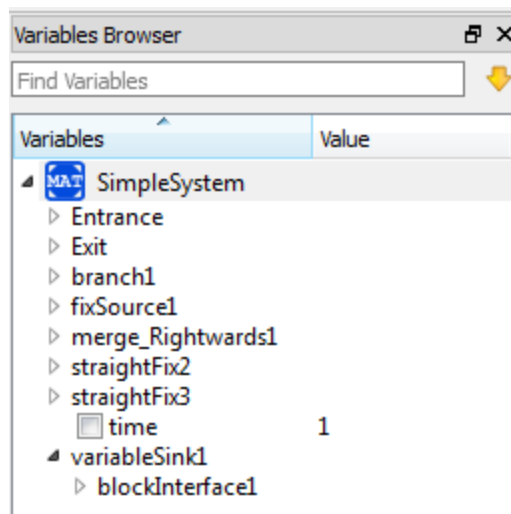 Variables Browser
Find Variables
Variables Value
MAT SimpleSystem
Entrance
Exit
branch1
fixSource1
merge_Rightwards1
straightFix2
straightFix3
time 1
variableSink1
blockInterface1